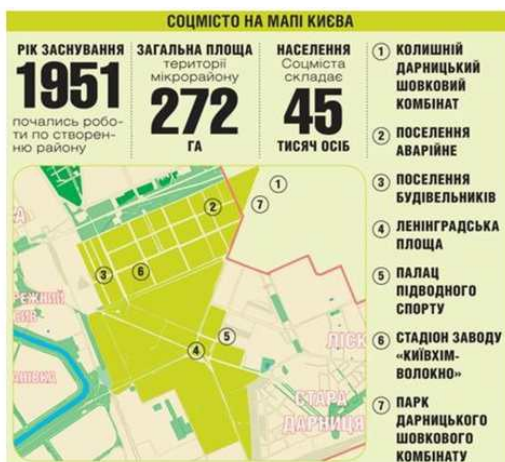 СОЦМІСТО НА МАПІ КИЄВА
РІК ЗАСНУВАННЯ
1951
почались робо-
ти по створен-
ню району
ЗАГАЛЬНА ПЛОЩА
території
мікрорайону
272
ГА
НАСЕЛЕННЯ
Соцміста
складає
45
ТИСЯЧ ОСІБ
1 КОЛИШНІЙ
ДАРНИЦЬКИЙ
ШОВКОВИЙ
КОМБІНАТ
2 ПОСЕЛЕННЯ
АВАРІЙНЕ
3 ПОСЕЛЕННЯ
БУДІВЕЛЬНИКІВ
4 ЛЕНІНГРАДСЬКА
ПЛОЩА
5 ПАЛАЦ
ПІДВОДНОГО
СПОРТУ
6 СТАДІОН ЗАВОДУ
«КИЇВХІМ-
ВОЛОКНО»
7 ПАРК
ДАРНИЦЬКОГО
ШОВКОВОГО
КОМБІНАТУ
1
7
2
3
6
5
4
ЛІСК
СТАРА
ДАРНИЦЯ